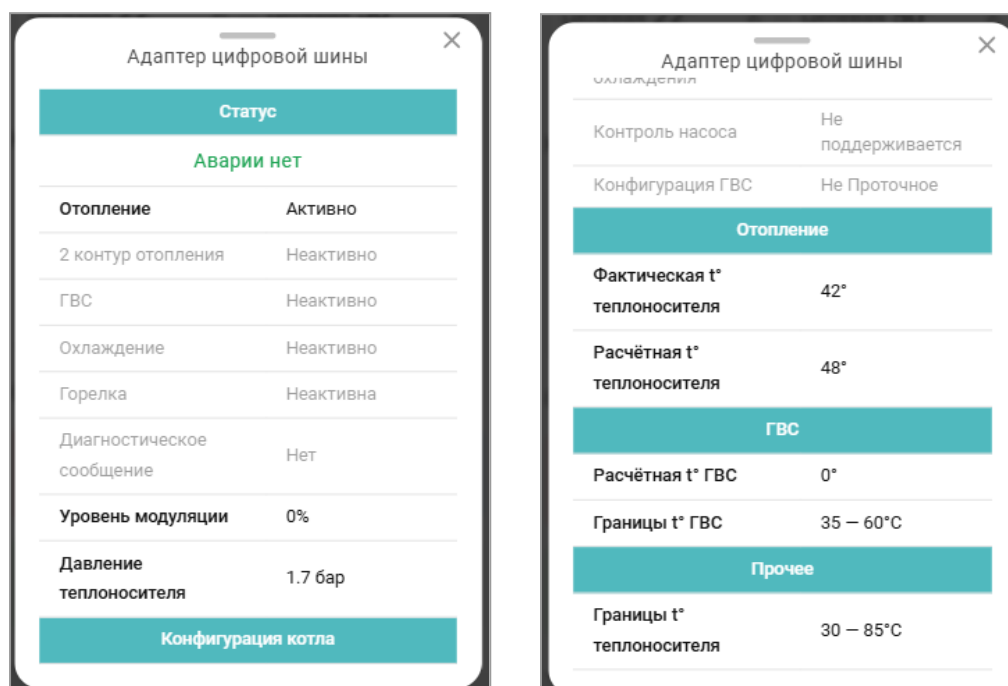 Адаптер цифровой шины
Статус
Аварии нет
Отопление Активно
2 контур отопления Неактивно
ГВС Неактивно
Охлаждение Неактивно
Горелка Неактивна
Диагностическое
сообщение Нет
Уровень модуляции 0%
Давление
теплоносителя 1.7 бар
Конфигурация котла
Адаптер цифровой шины
охлаждения
Контроль насоса Не
поддерживается
Конфигурация ГВС Не Проточное
Отопление
Фактическая t°
теплоносителя 42°
Расчётная t°
теплоносителя 48°
ГВС
Расчётная t° ГВС 0°
Границы t° ГВС 35 — 60°C
Прочее
Границы t°
теплоносителя 30 — 85°C